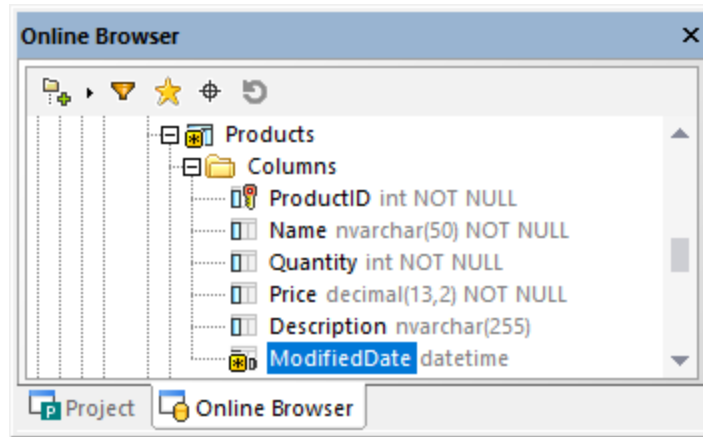 Online Browser
Products
Columns
ProductID int NOT NULL
Name nvarchar(50) NOT NULL
Quantity int NOT NULL
Price decimal(13,2) NOT NULL
Description nvarchar(255)
ModifiedDate datetime
Project Online Browser